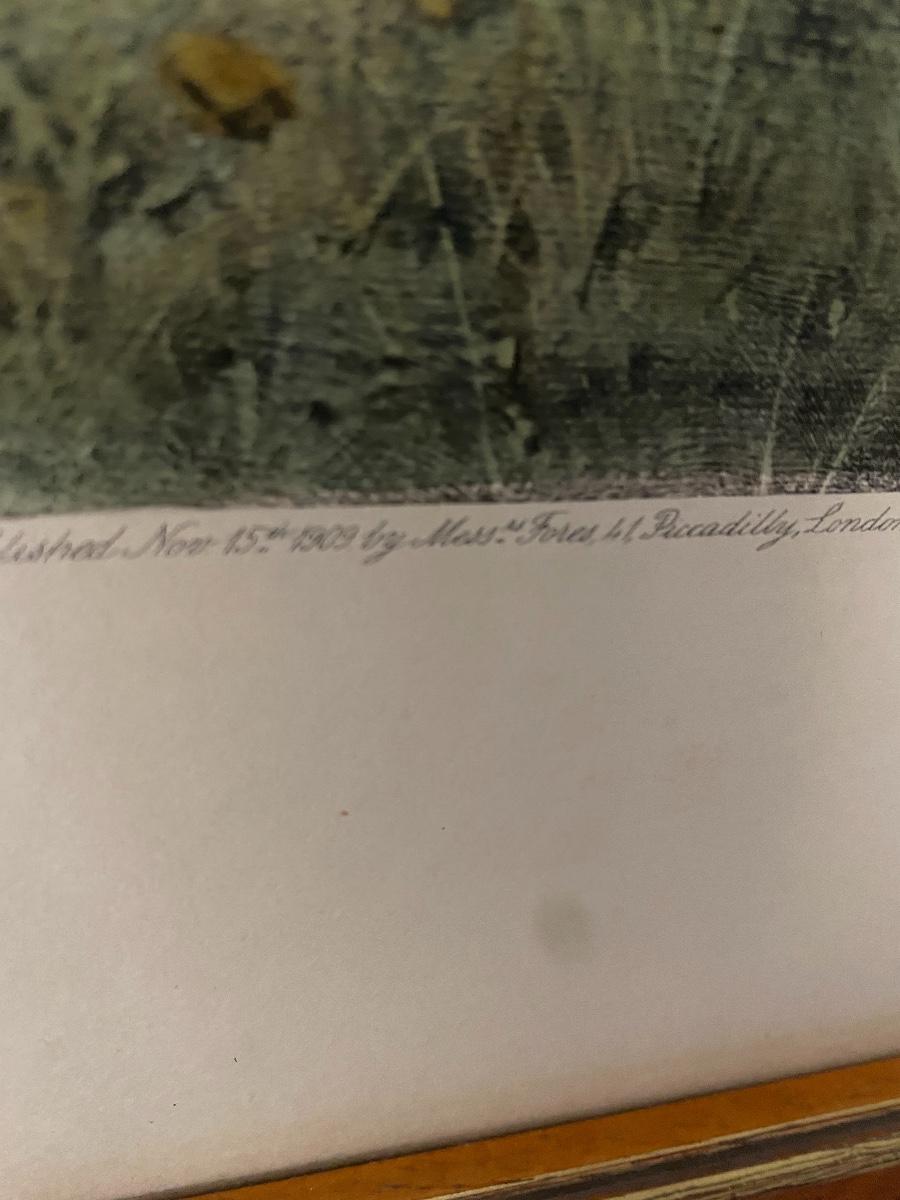 lished Nov 15th 1909 by Messrs Fores, 41, Piccadilly, London